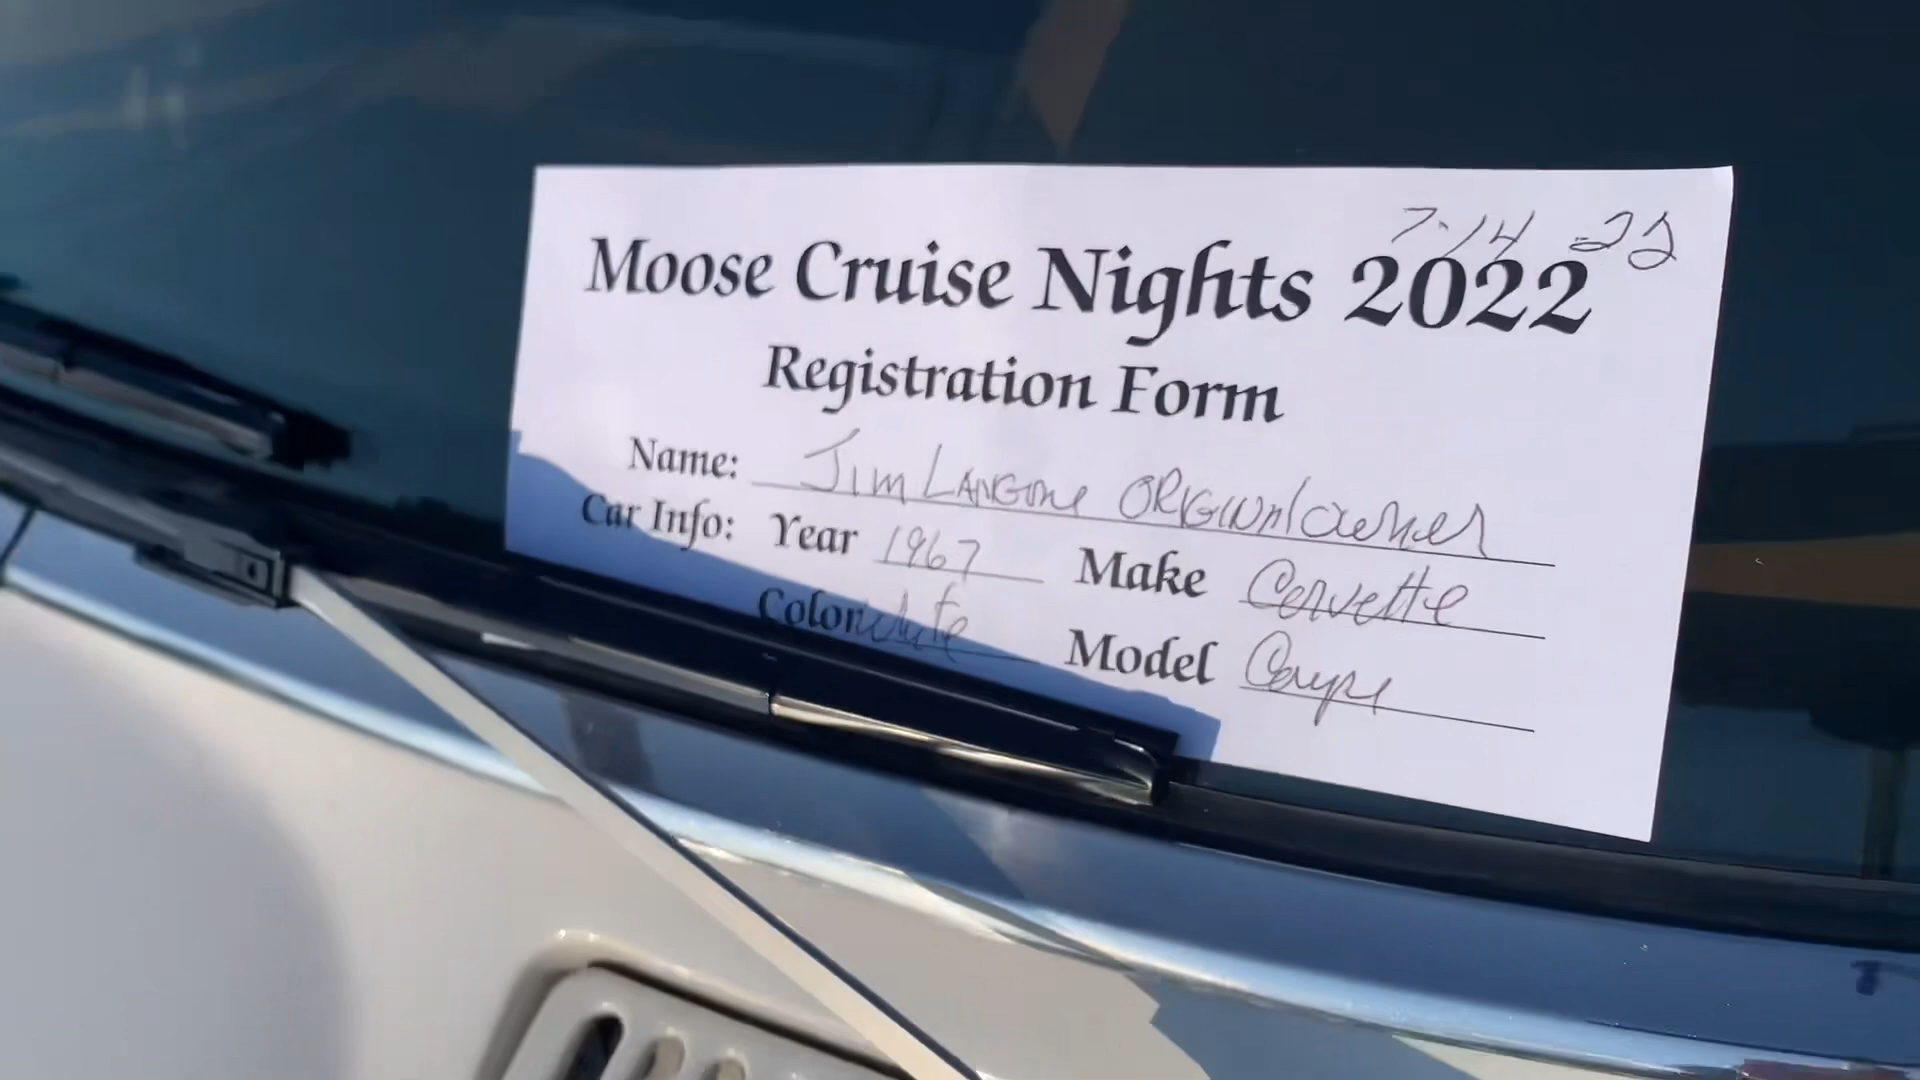 7-14-22
Moose Cruise Nights 2022
Registration Form
Name: Jim Langone Original owner
Car Info: Year 1967 Make Corvette
Color white Model Coupe